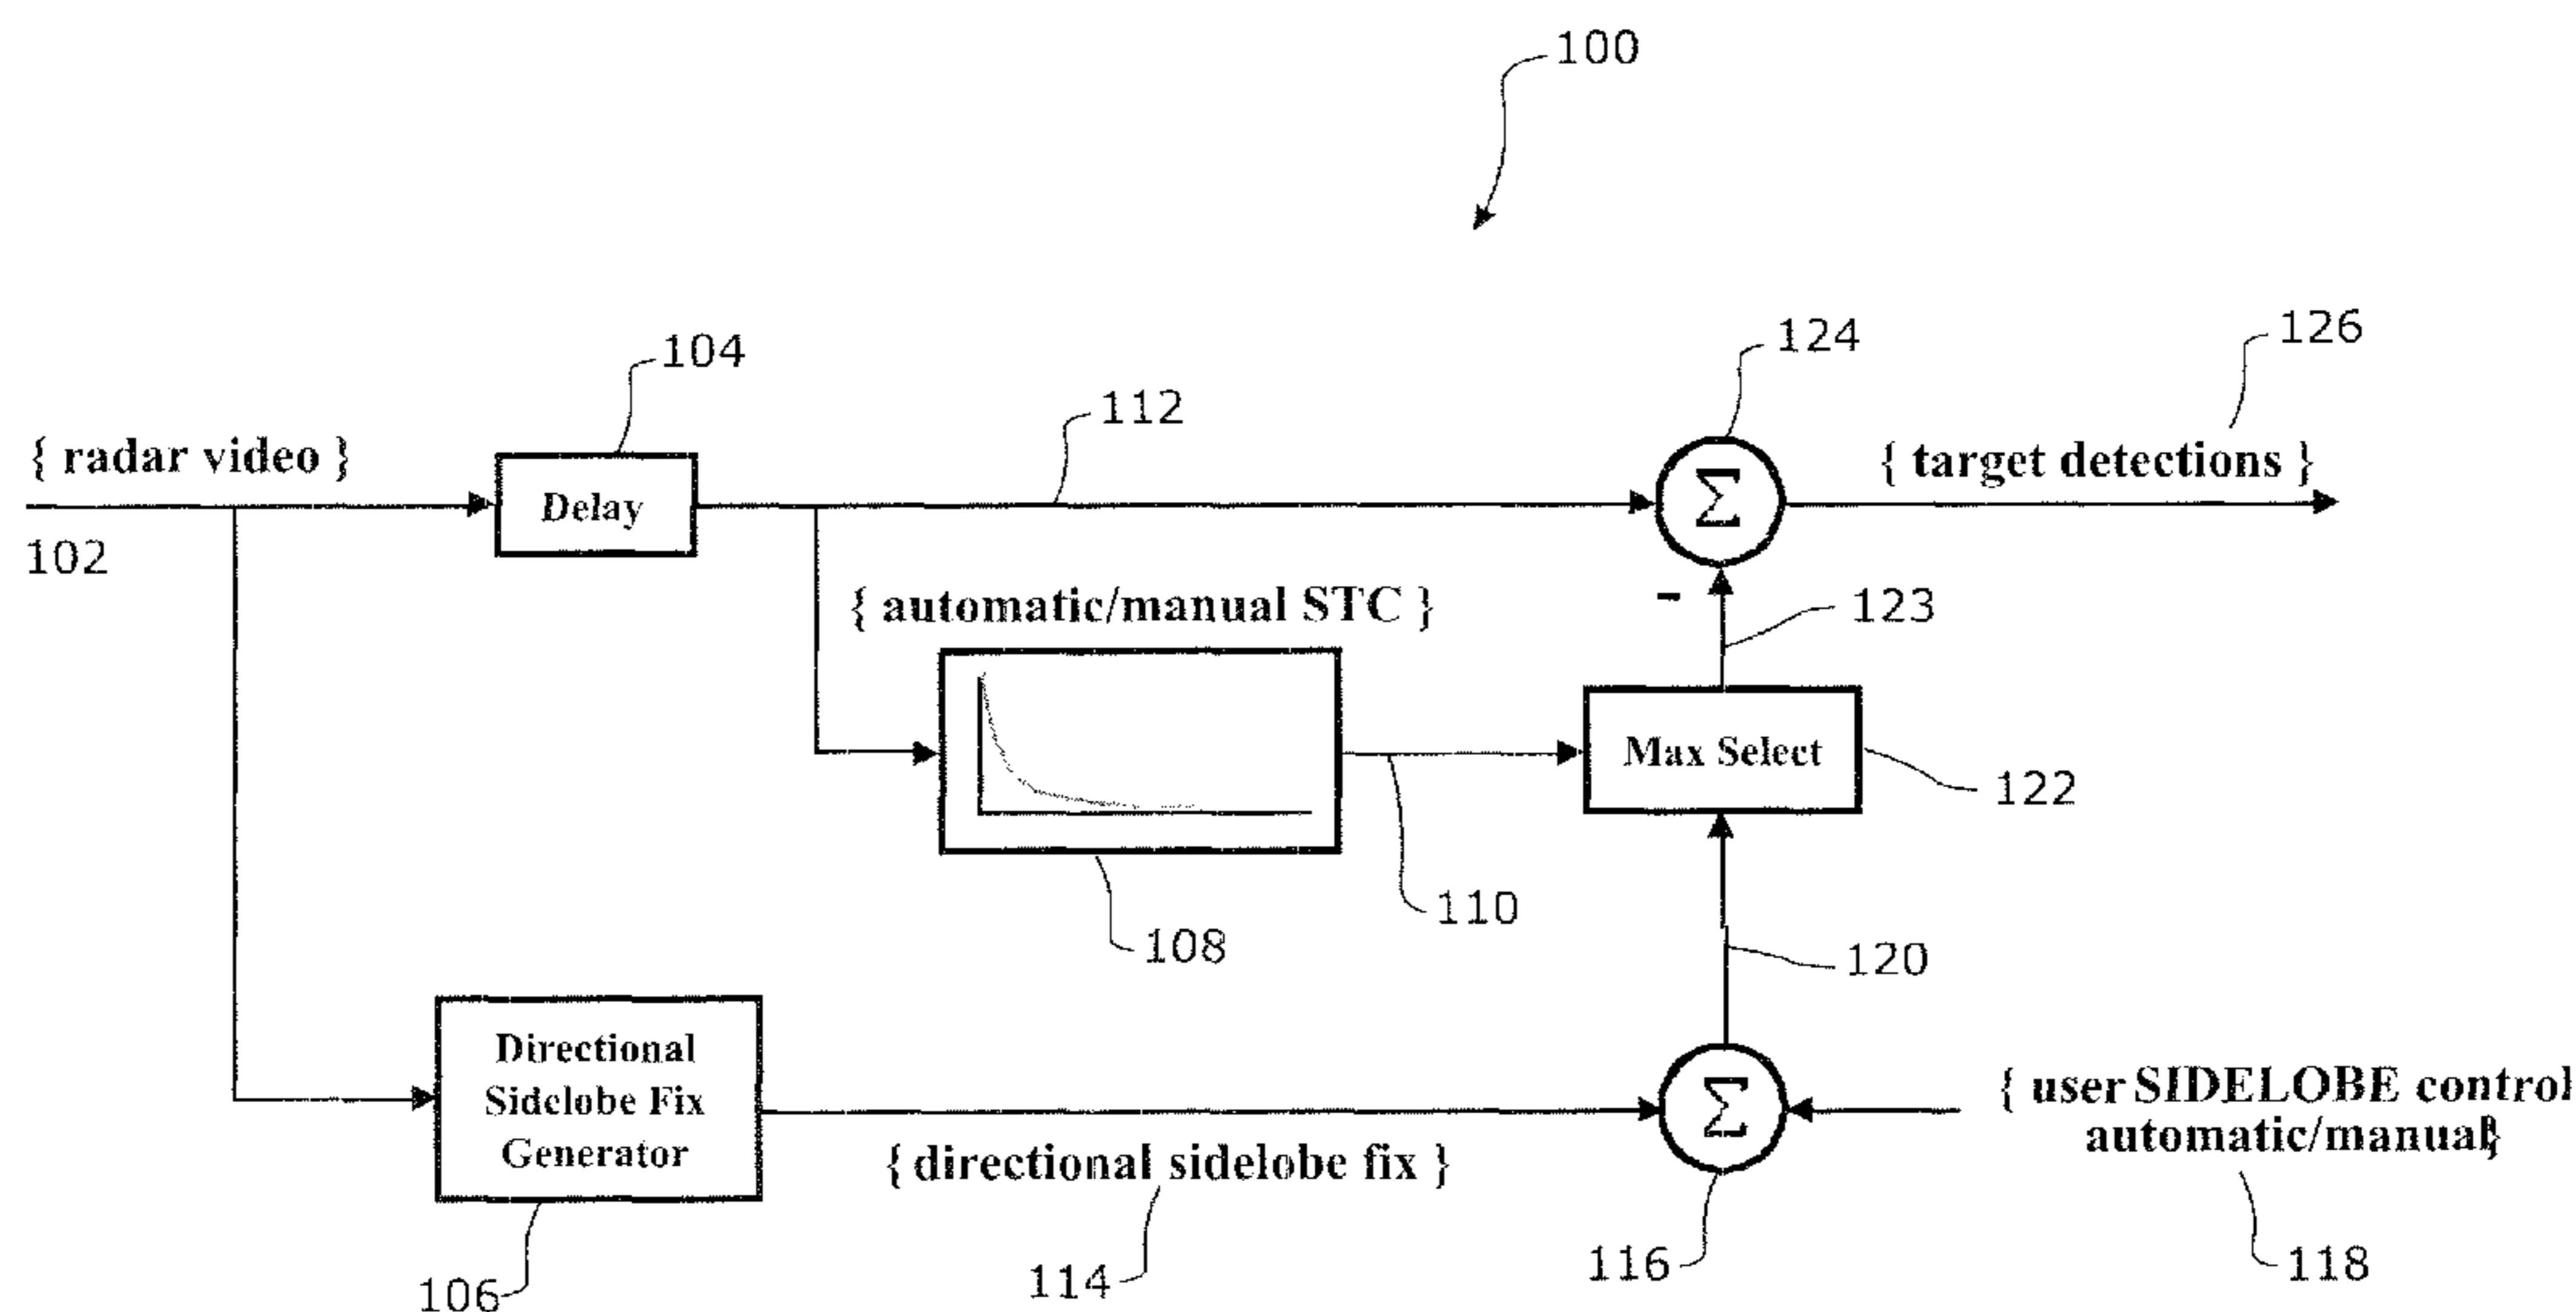 100
126
124
104
112
{ radar video }
{ target detections }
Σ
Delay
102
{ automatic/manual STC }
-
123
Max Select
122
110
108
120
Directional
Sidelobe Fix
Generator
Σ
{ user SIDELOBE control
automatic/manual}
{ directional sidelobe fix }
116
118
114
106